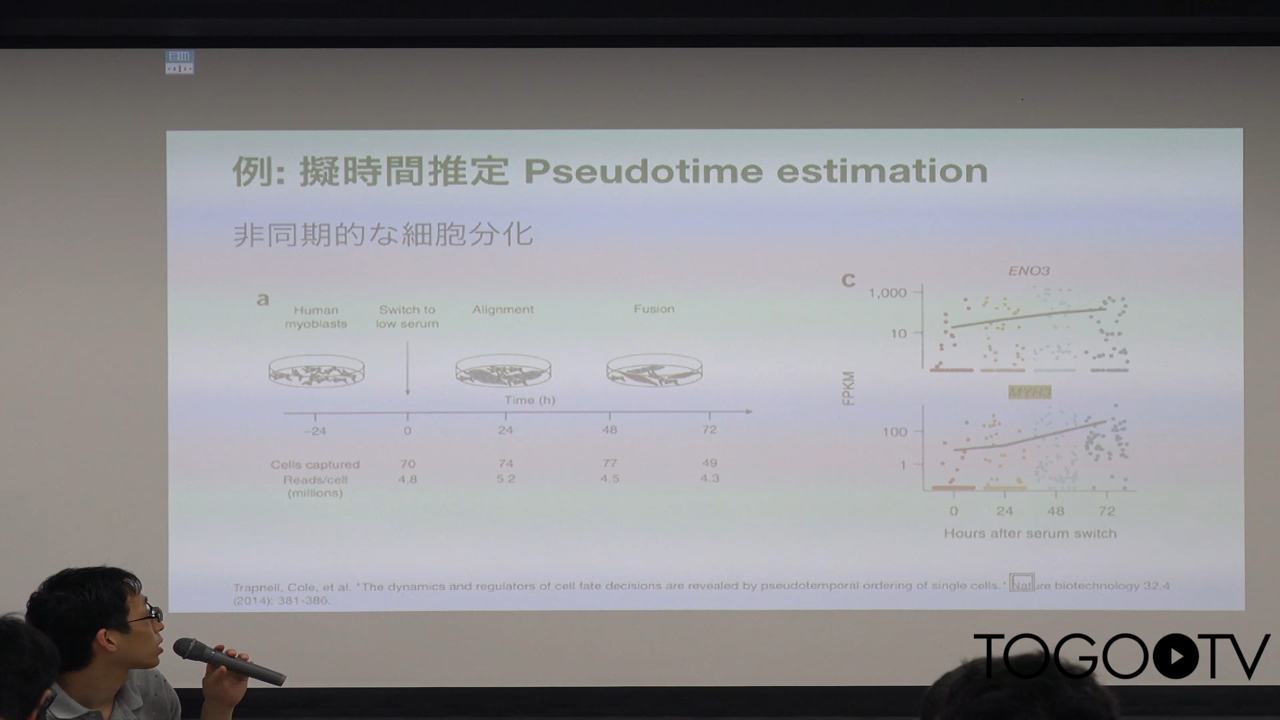 例: 擬時間推定 Pseudotime estimation
非同期的な細胞分化
a
Human myoblasts
Switch to low serum
Alignment
Fusion
Time (h)
−24 0 24 48 72
Cells captured 70 74 77 49
Reads/cell (millions) 4.8 5.2 4.5 4.3
c
ENO3
1,000
10
FPKM
MYH3
100
1
0 24 48 72
Hours after serum switch
Trapnell, Cole, et al. "The dynamics and regulators of cell fate decisions are revealed by pseudotemporal ordering of single cells." Nature biotechnology 32.4
(2014): 381-386.
TOGO TV